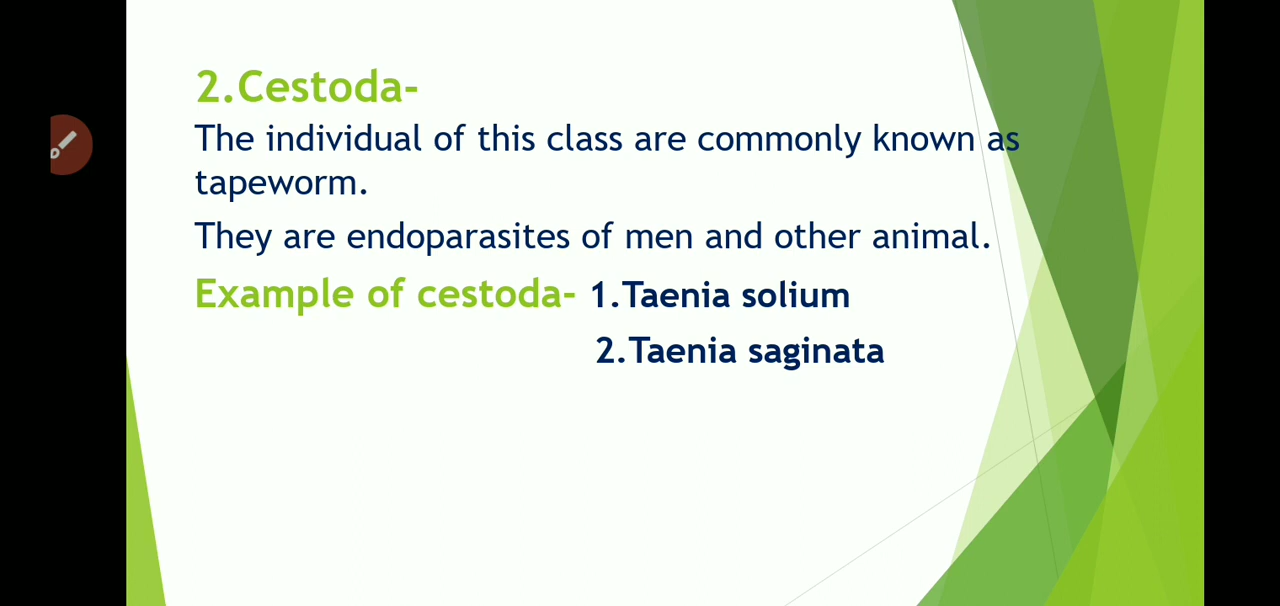 2.Cestoda-
The individual of this class are commonly known as
tapeworm.
They are endoparasites of men and other animal.
Example of cestoda- 1.Taenia solium
2.Taenia saginata